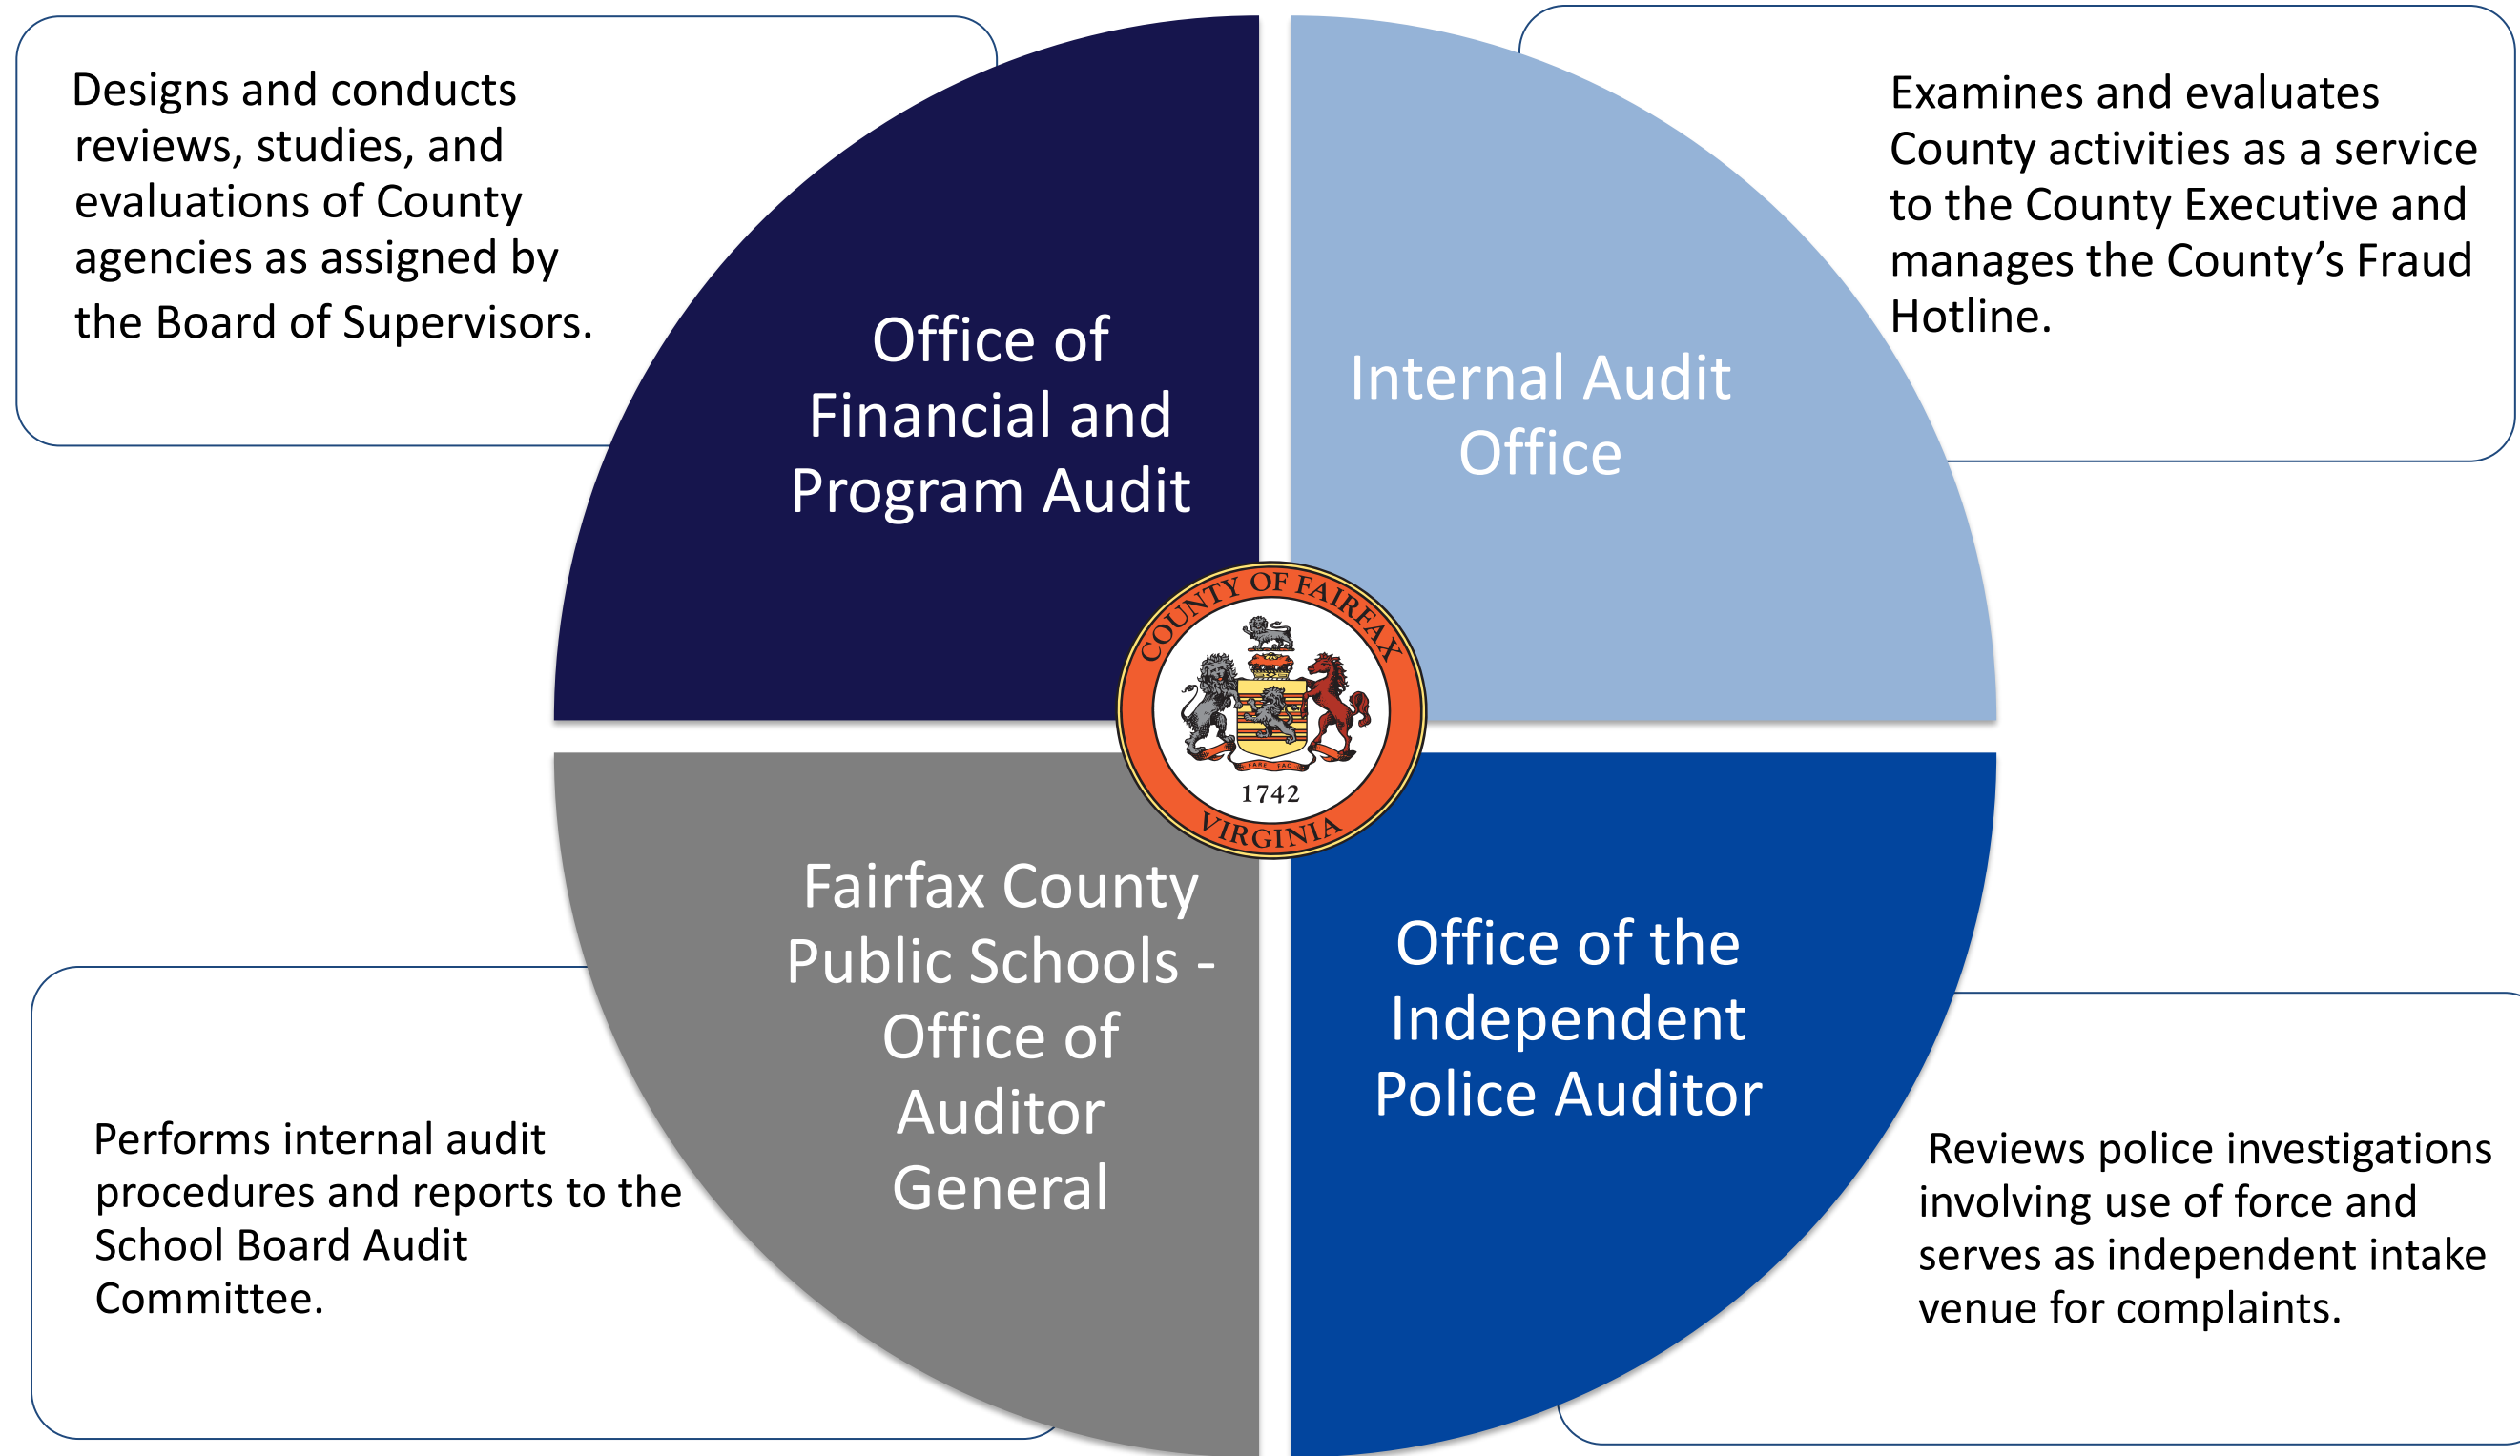 Designs and conducts
reviews, studies, and
evaluations of County
agencies as assigned by
the Board of Supervisors.
Office of
Financial and
Program Audit
Internal Audit
Office
Examines and evaluates
County activities as a service
to the County Executive and
manages the County’s Fraud
Hotline.
COUNTY OF FAIRFAX
FARE FAC
1742
VIRGINIA
Performs internal audit
procedures and reports to the
School Board Audit
Committee.
Fairfax County
Public Schools -
Office of
Auditor
General
Office of the
Independent
Police Auditor
Reviews police investigations
involving use of force and
serves as independent intake
venue for complaints.